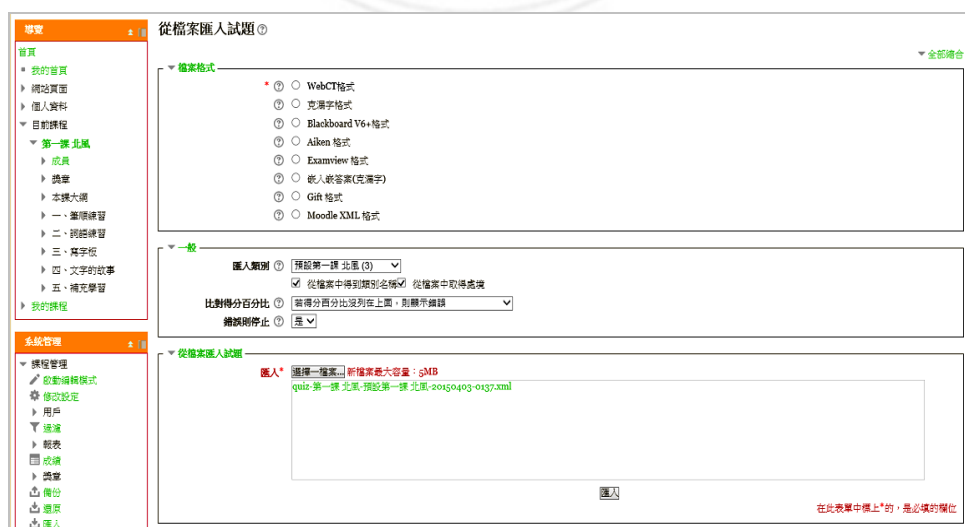 導覽
首頁
我的首頁
網站頁面
個人資料
目前課程
第一課 北風
成員
獎章
本課大綱
一、筆順練習
二、詞語練習
三、寫字板
四、文字的故事
五、補充學習
我的課程
系統管理
課程管理
啟動編輯模式
修改設定
用戶
過濾
報表
成績
獎章
備份
還原
匯入
從檔案匯入試題
全部縮合
檔案格式
* WebCT格式
克漏字格式
Blackboard V6+格式
Aiken 格式
Examview 格式
嵌入嵌答案(克漏字)
Gift 格式
Moodle XML 格式
一般
匯入類別 預設第一課 北風 (3)
從檔案中得到類別名稱 從檔案中取得處境
比對得分百分比 若得分百分比沒列在上面，則顯示錯誤
錯誤則停止 是
從檔案匯入試題
匯入* 選擇一檔案... 新檔案最大容量：5MB
quiz-第一課 北風-預設第一課 北風-20150403-0137.xml
匯入
在此表單中標上*的，是必填的欄位